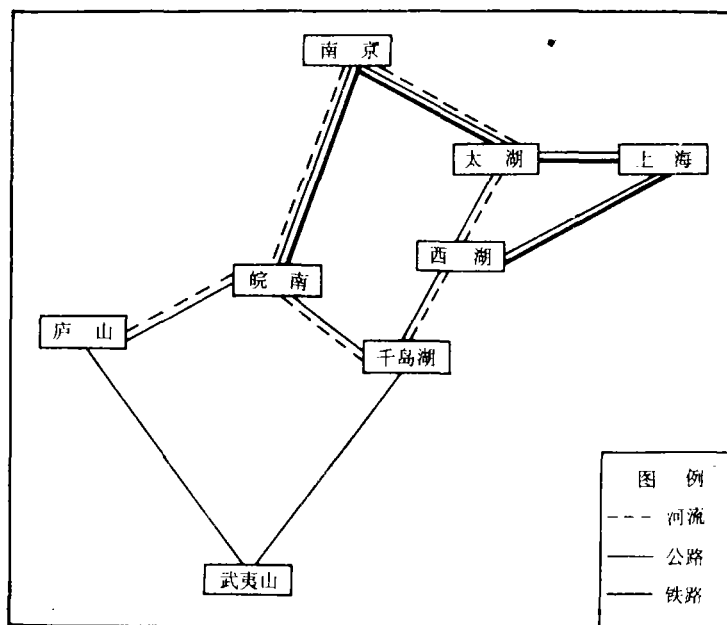 南 京
太 湖
上 海
西 湖
皖 南
庐 山
千岛湖
武夷山
图 例
河流
公路
铁路